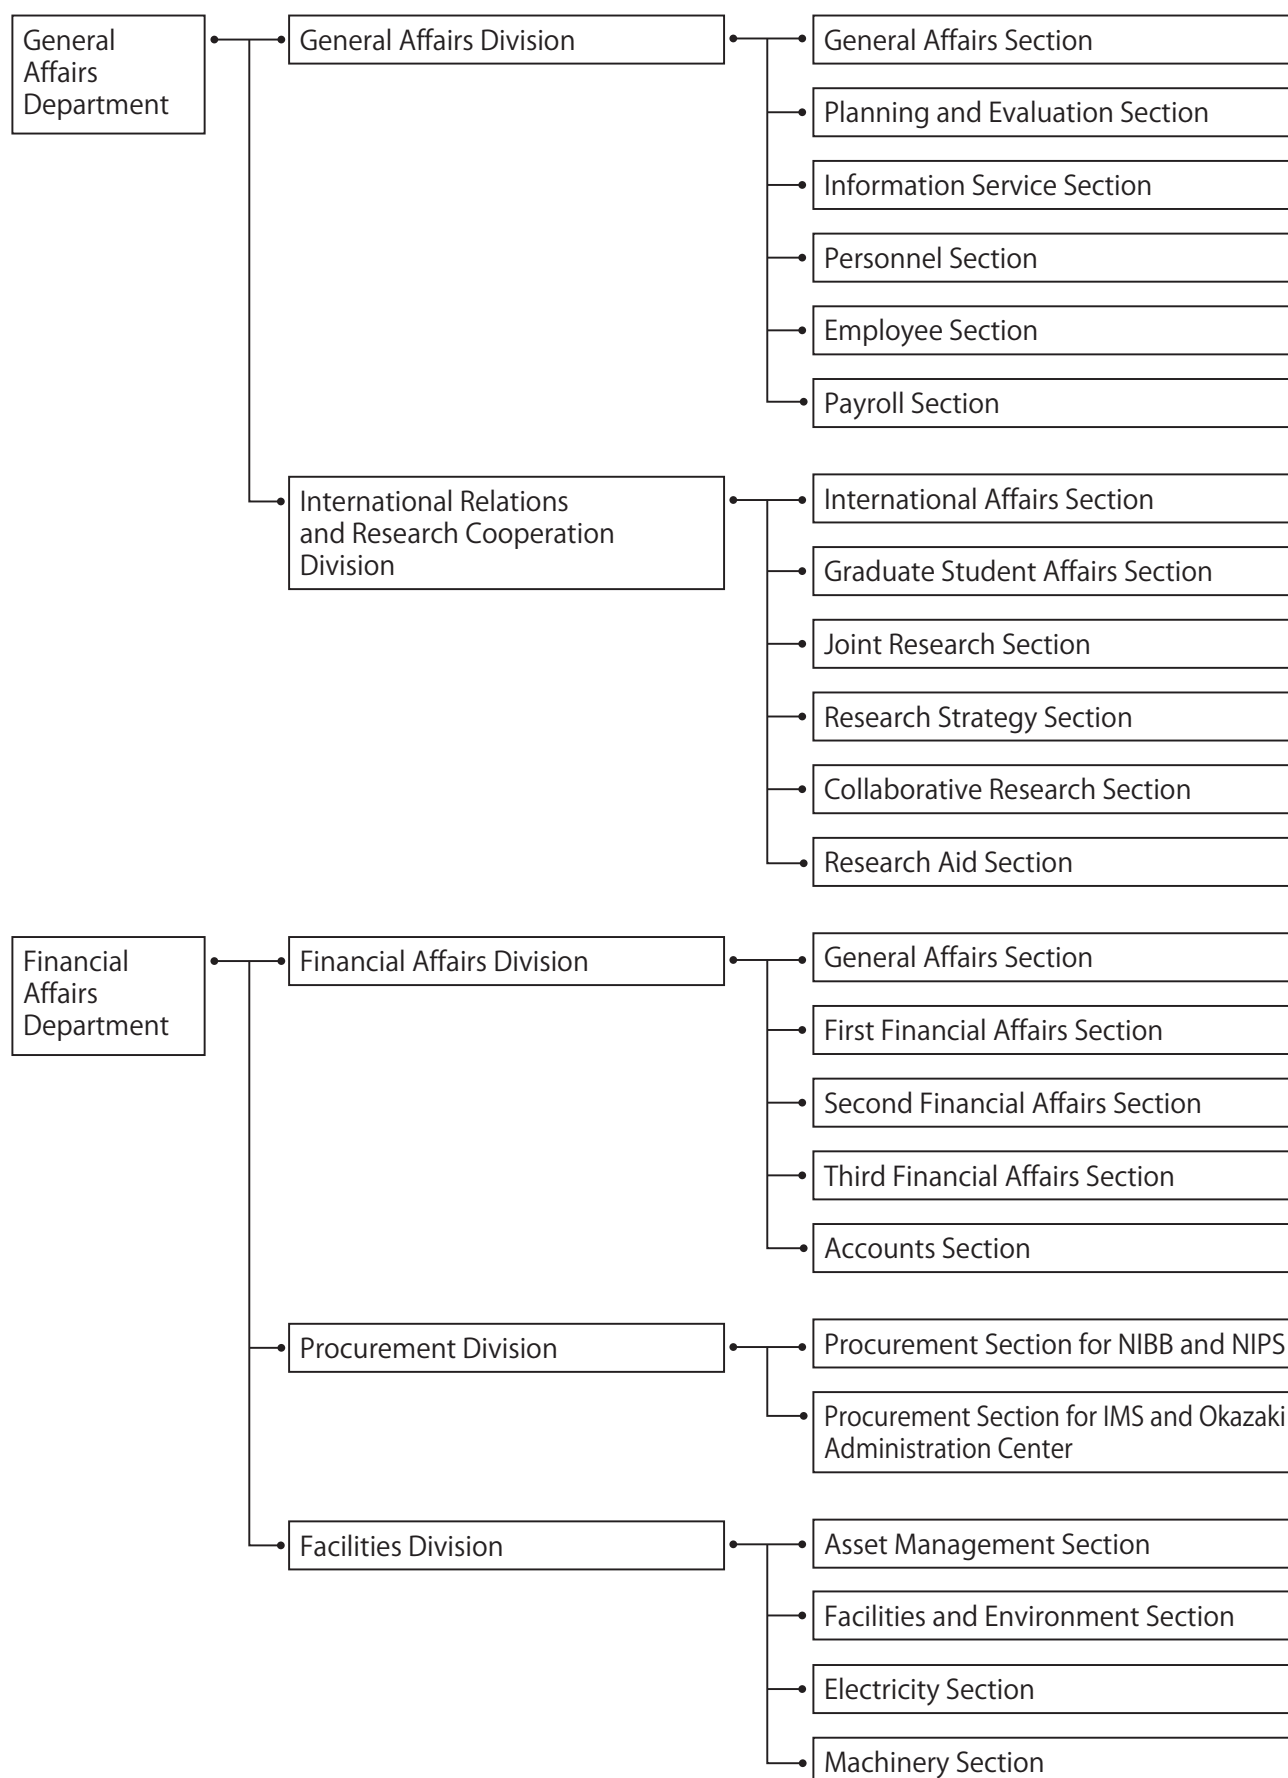 General
Affairs
Department
General Affairs Division
General Affairs Section
Planning and Evaluation Section
Information Service Section
Personnel Section
Employee Section
Payroll Section
International Relations
and Research Cooperation
Division
International Affairs Section
Graduate Student Affairs Section
Joint Research Section
Research Strategy Section
Collaborative Research Section
Research Aid Section
Financial
Affairs
Department
Financial Affairs Division
General Affairs Section
First Financial Affairs Section
Second Financial Affairs Section
Third Financial Affairs Section
Accounts Section
Procurement Division
Procurement Section for NIBB and NIPS
Procurement Section for IMS and Okazaki
Administration Center
Facilities Division
Asset Management Section
Facilities and Environment Section
Electricity Section
Machinery Section